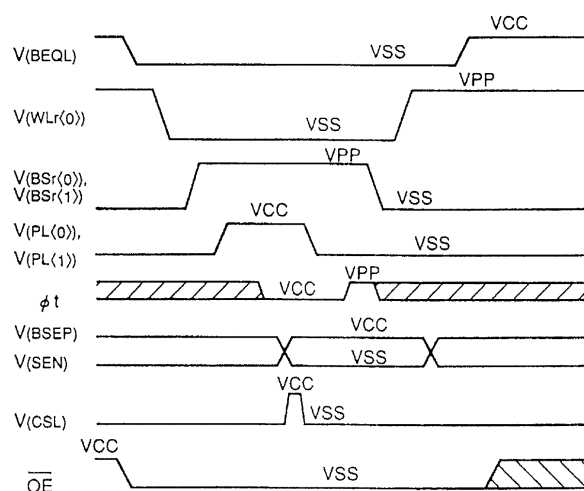 VCC
V(BEQL) VSS
VPP
V(WLr⟨0⟩) VSS
VPP
V(BSr⟨0⟩),
V(BSr⟨1⟩) VSS
V(PL⟨0⟩), VCC
V(PL⟨1⟩) VSS
φt VCC VPP
V(BSEP) VCC
V(SEN) VSS
VCC
V(CSL) VSS
VCC
OE VSS